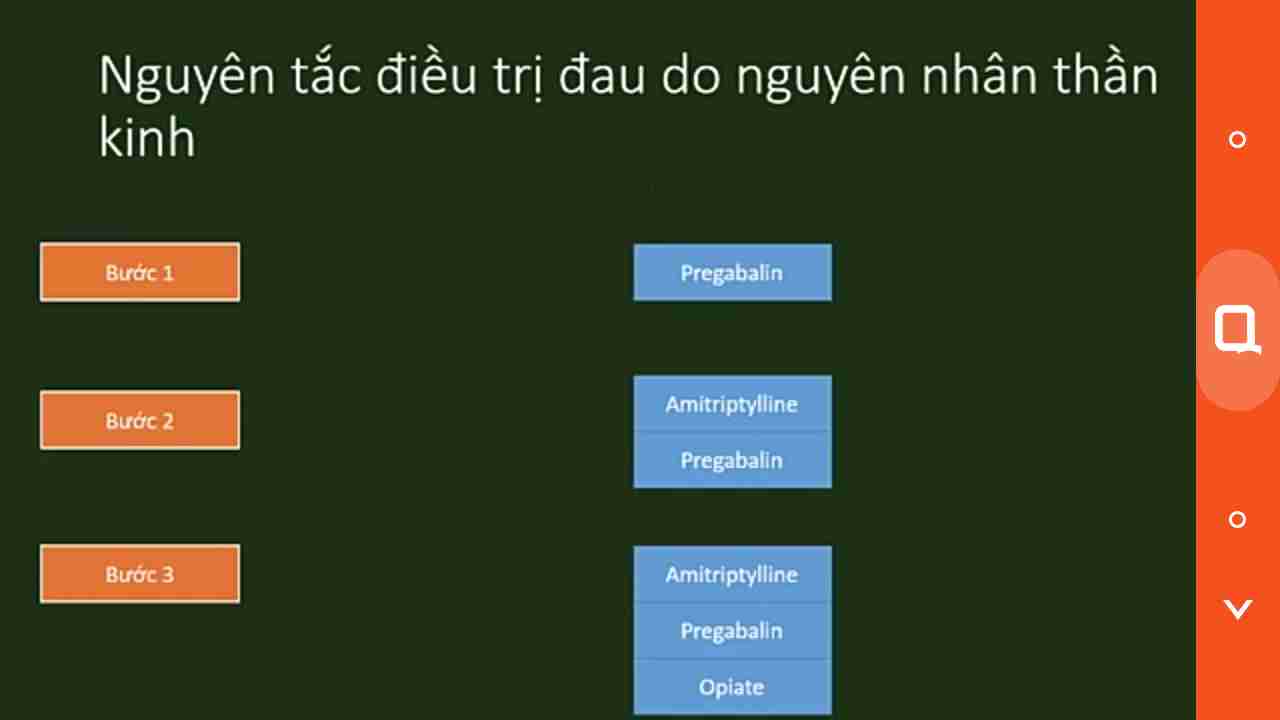 Nguyên tắc điều trị đau do nguyên nhân thần
kinh
Bước 1
Pregabalin
Bước 2
Amitriptylline
Pregabalin
Bước 3
Amitriptylline
Pregabalin
Opiate